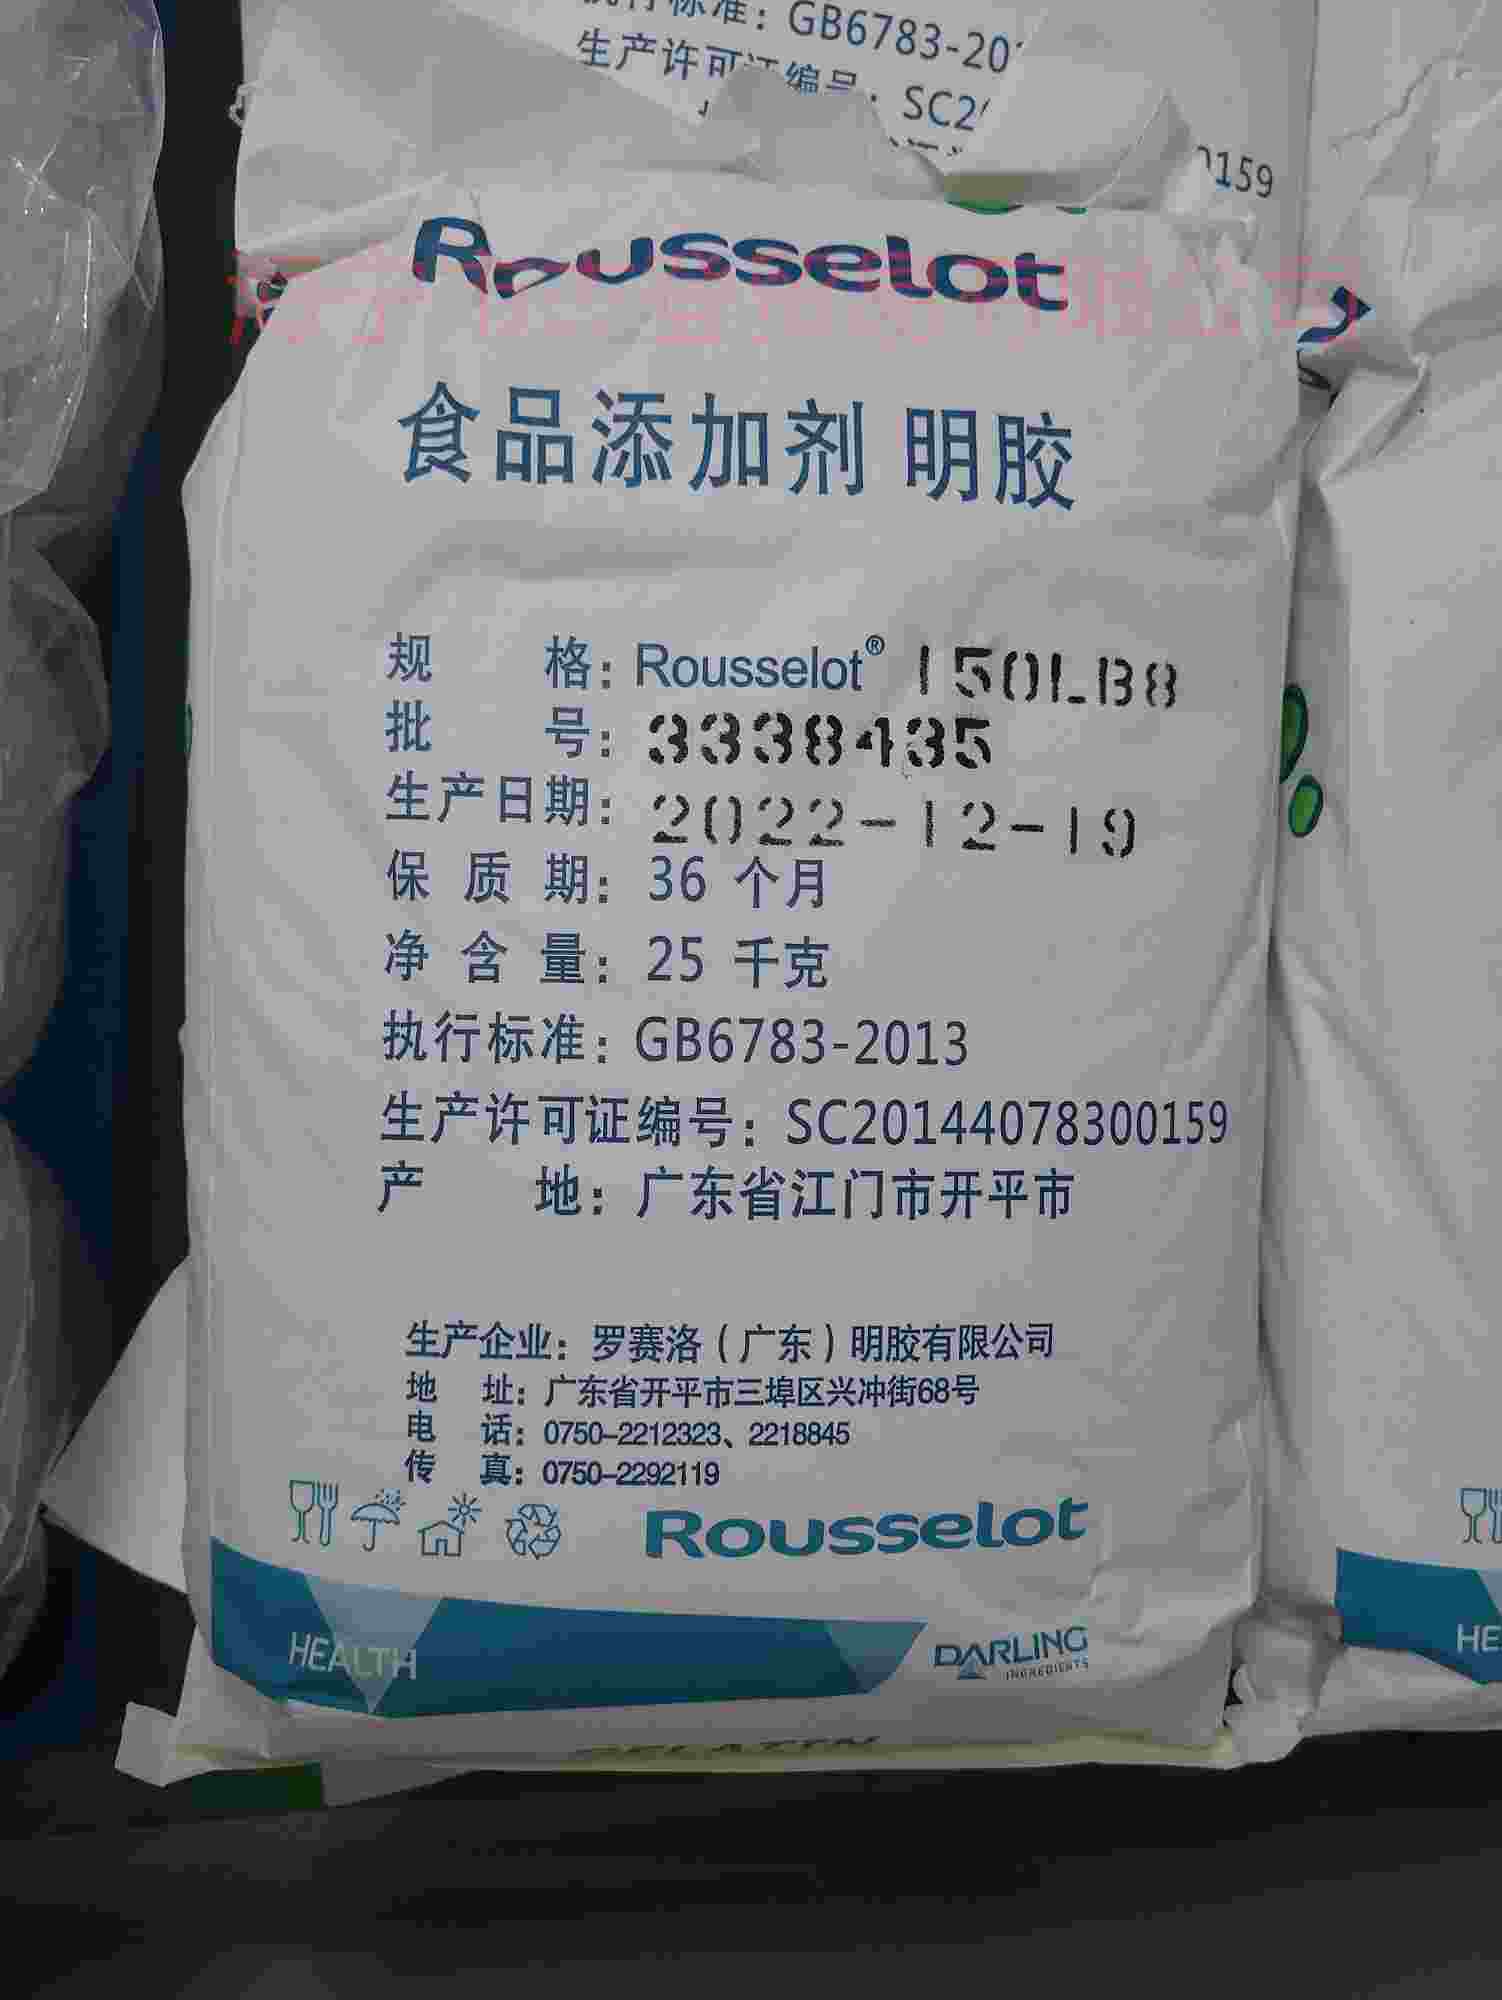 执行标准：GB6783-20
生产许可证编号：SC2
0159
Rousselot
食品添加剂 明胶
规 格：Rousselot® 150LB8
批 号：3338435
生产日期：2022-12-19
保 质 期：36 个月
净 含 量：25 千克
执行标准：GB6783-2013
生产许可证编号：SC20144078300159
产 地：广东省江门市开平市
生产企业：罗赛洛（广东）明胶有限公司
地 址：广东省开平市三埠区兴冲街68号
电 话：0750-2212323、2218845
传 真：0750-2292119
Rousselot
HEALTH
DARLING
INGREDIENTS
HE
GELATIN